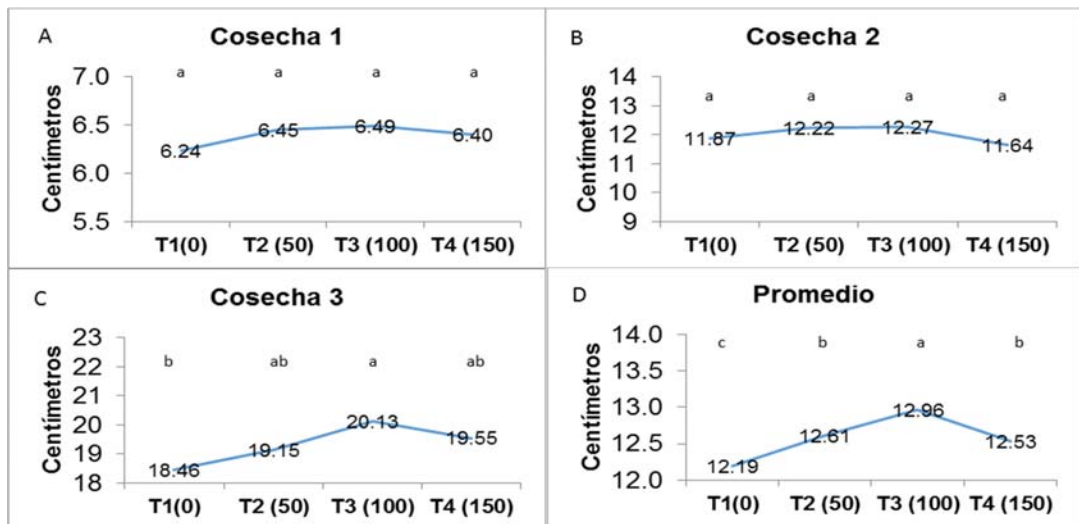 A
Cosecha 1
Centímetros
7.0
6.5
6.0
5.5
a a a a
6.24 6.45 6.49 6.40
T1(0) T2 (50) T3 (100) T4 (150)
B
Cosecha 2
Centímetros
14
13
12
11
10
9
a a a a
11.87 12.22 12.27 11.64
T1(0) T2 (50) T3 (100) T4 (150)
C
Cosecha 3
Centímetros
23
22
21
20
19
18
b ab a ab
18.46 19.15 20.13 19.55
T1(0) T2 (50) T3 (100) T4 (150)
D
Promedio
Centímetros
14.0
13.5
13.0
12.5
12.0
c b a b
12.19 12.61 12.96 12.53
T1(0) T2 (50) T3 (100) T4 (150)